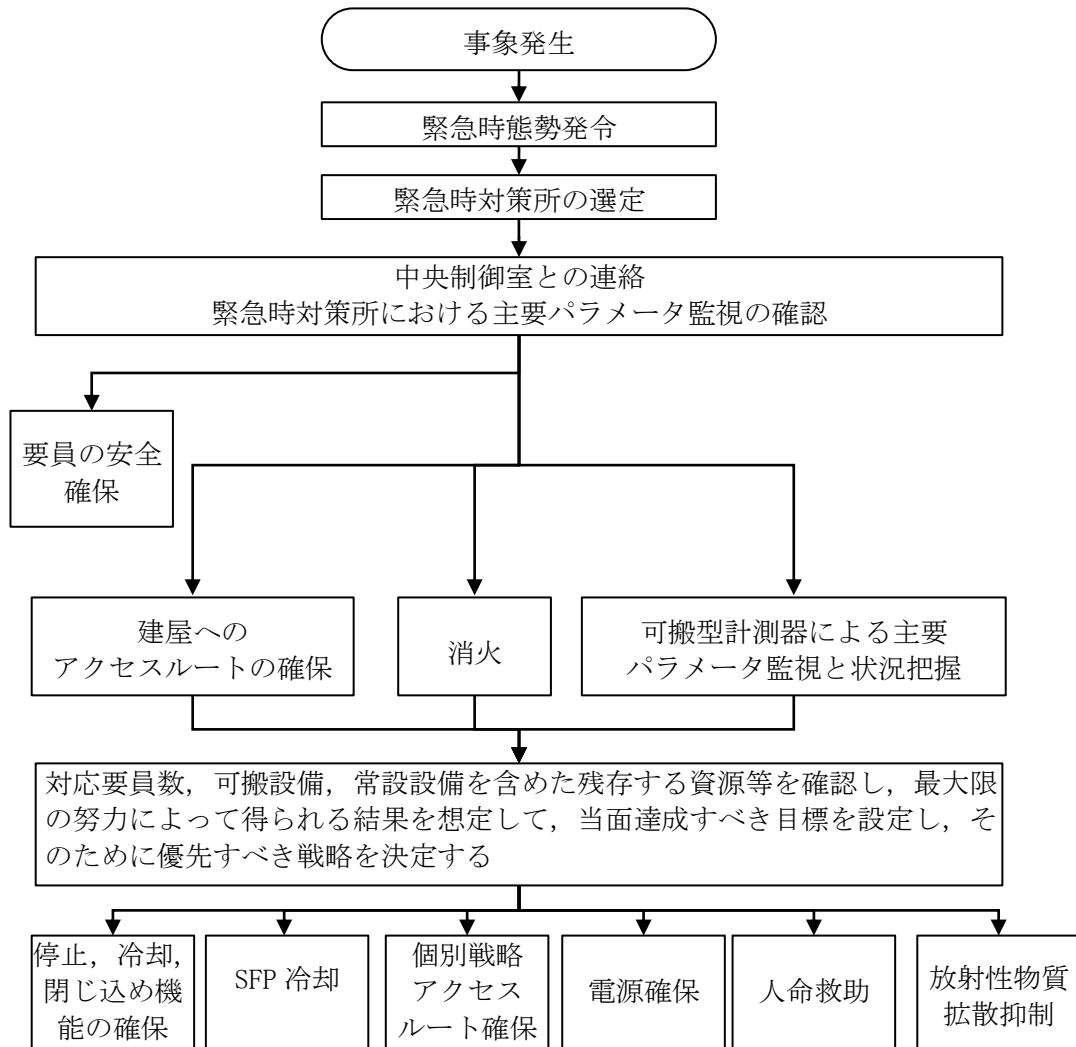 事象発生
緊急時態勢発令
緊急時対策所の選定
中央制御室との連絡
緊急時対策所における主要パラメータ監視の確認
要員の安全
確保
建屋への
アクセスルートの確保
消火
可搬型計測器による主要
パラメータ監視と状況把握
対応要員数，可搬設備，常設設備を含めた残存する資源等を確認し，最大限
の努力によって得られる結果を想定して，当面達成すべき目標を設定し，そ
のために優先すべき戦略を決定する
停止，冷却，
閉じ込め機
能の確保
SFP 冷却
個別戦略
アクセス
ルート確保
電源確保
人命救助
放射性物質
拡散抑制